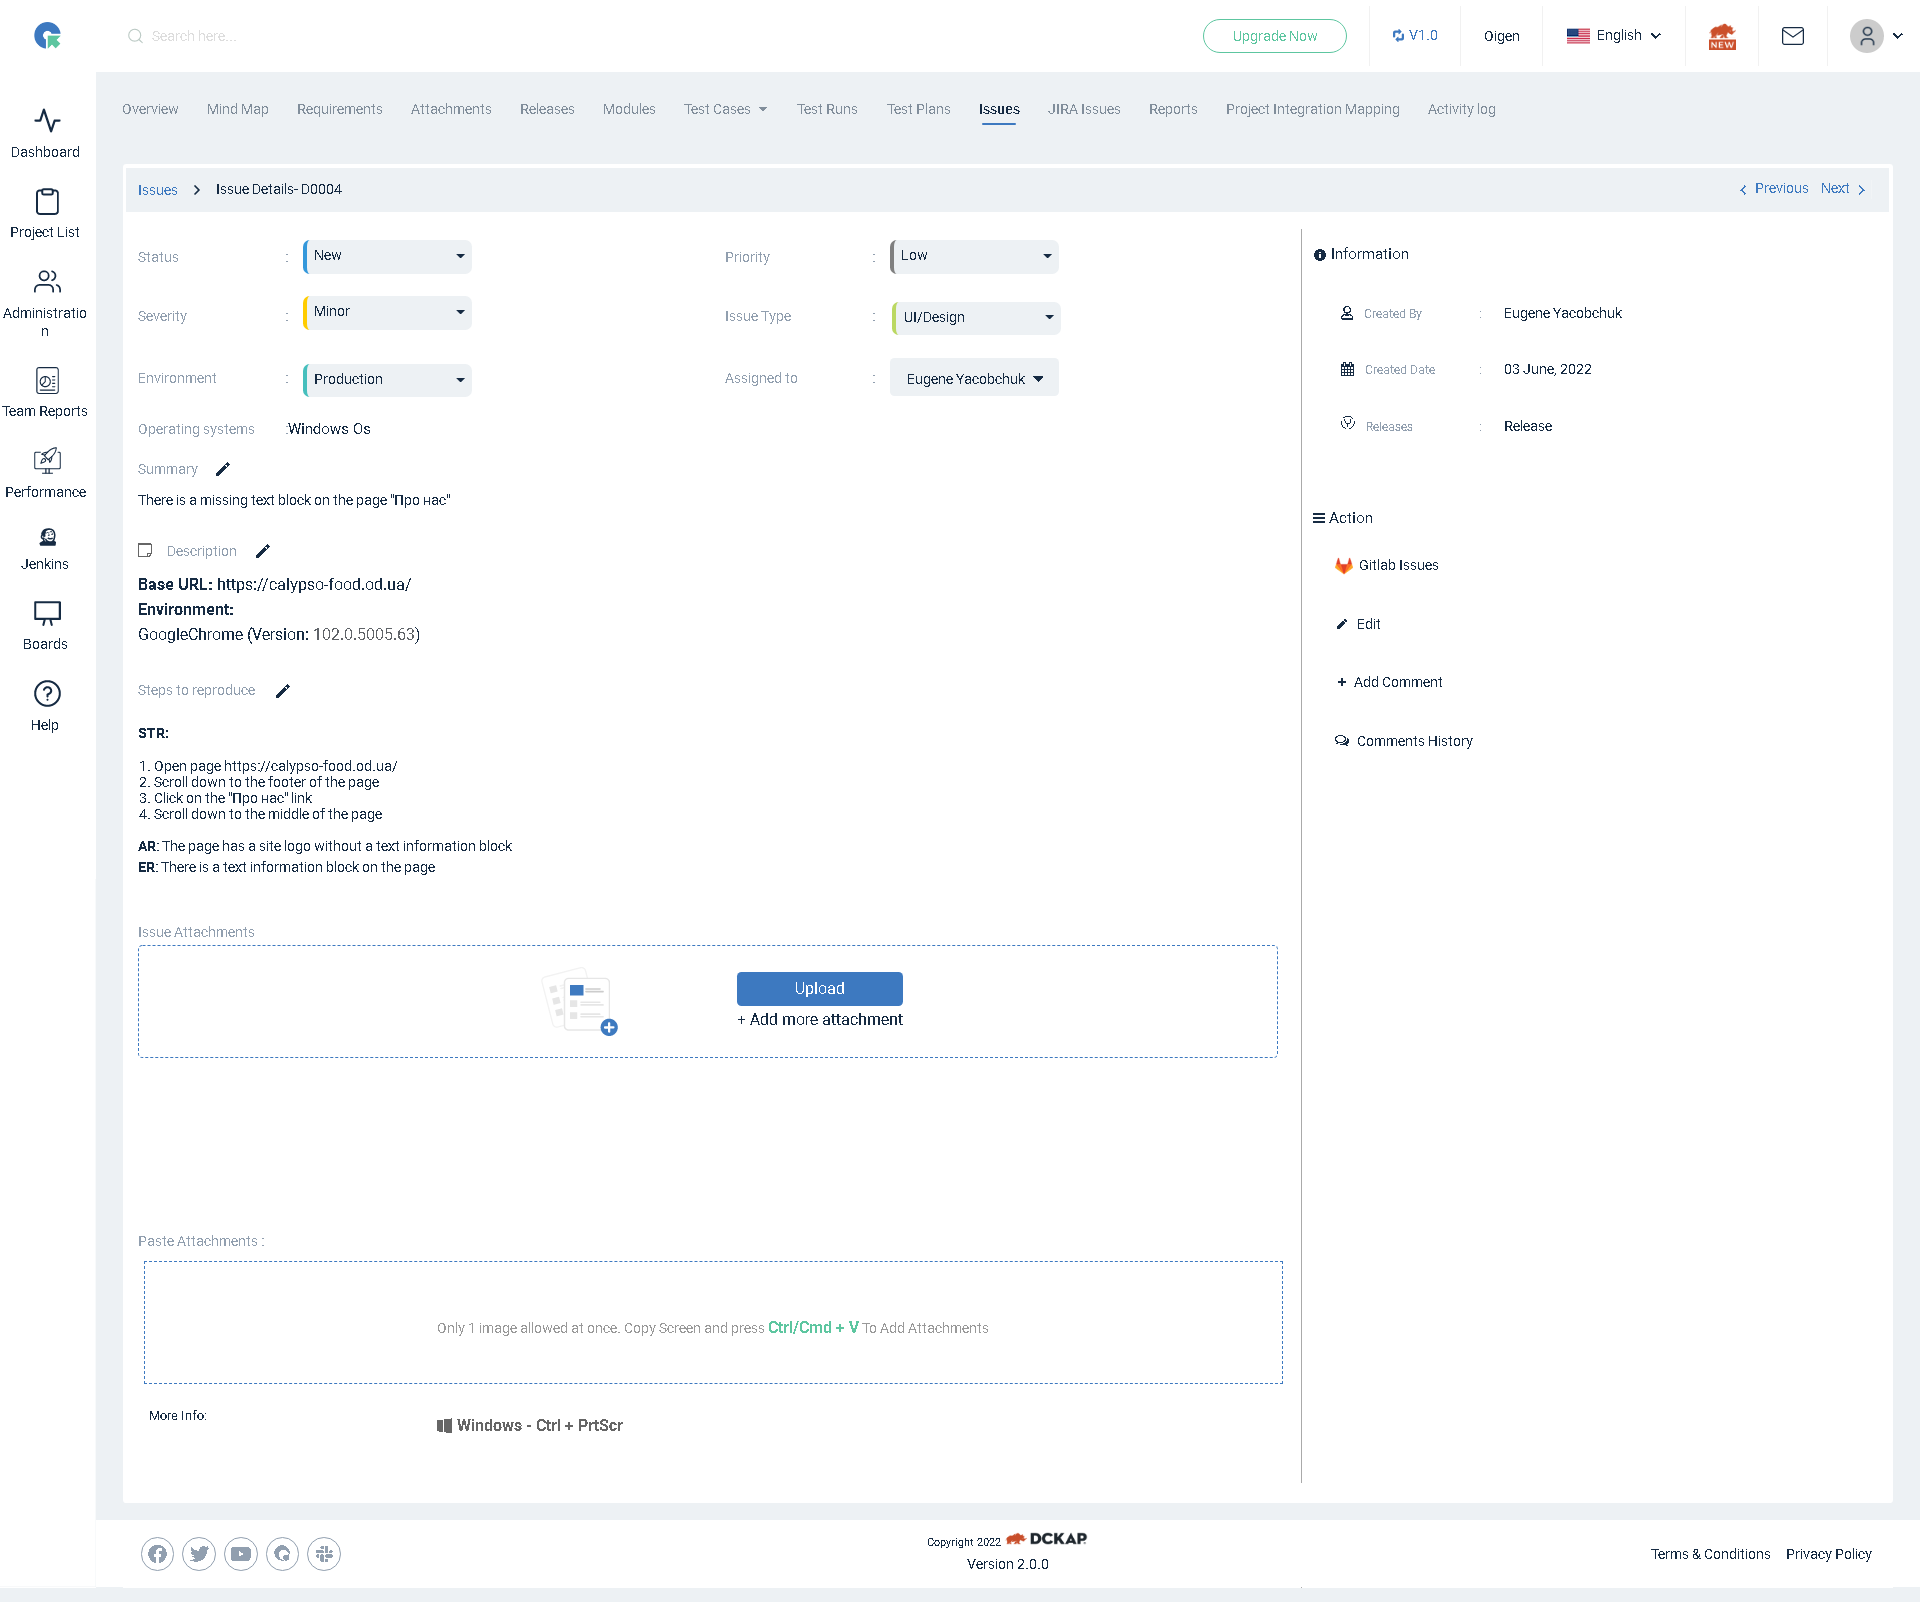 Search here...
Upgrade Now
V1.0
Oigen
English
NEW
Dashboard
Project List
Administratio
n
Team Reports
Performance
Jenkins
Boards
Help
Overview Mind Map Requirements Attachments Releases Modules Test Cases Test Runs Test Plans Issues JIRA Issues Reports Project Integration Mapping Activity log
Issues > Issue Details- D0004
Previous Next
Status : New
Priority : Low
Severity : Minor
Issue Type : UI/Design
Environment : Production
Assigned to : Eugene Yacobchuk
Operating systems :Windows Os
Summary
There is a missing text block on the page "Про нас"
Description
Base URL: https://calypso-food.od.ua/
Environment:
GoogleChrome (Version: 102.0.5005.63)
Steps to reproduce
STR:
1. Open page https://calypso-food.od.ua/
2. Scroll down to the footer of the page
3. Click on the "Про нас" link
4. Scroll down to the middle of the page
AR: The page has a site logo without a text information block
ER: There is a text information block on the page
Issue Attachments
Upload
+ Add more attachment
Paste Attachments :
Only 1 image allowed at once. Copy Screen and press Ctrl/Cmd + V To Add Attachments
More Info:
Windows - Ctrl + PrtScr
Information
Created By : Eugene Yacobchuk
Created Date : 03 June, 2022
Releases : Release
Action
Gitlab Issues
Edit
+ Add Comment
Comments History
Copyright 2022 DCKAP
Version 2.0.0
Terms & Conditions Privacy Policy